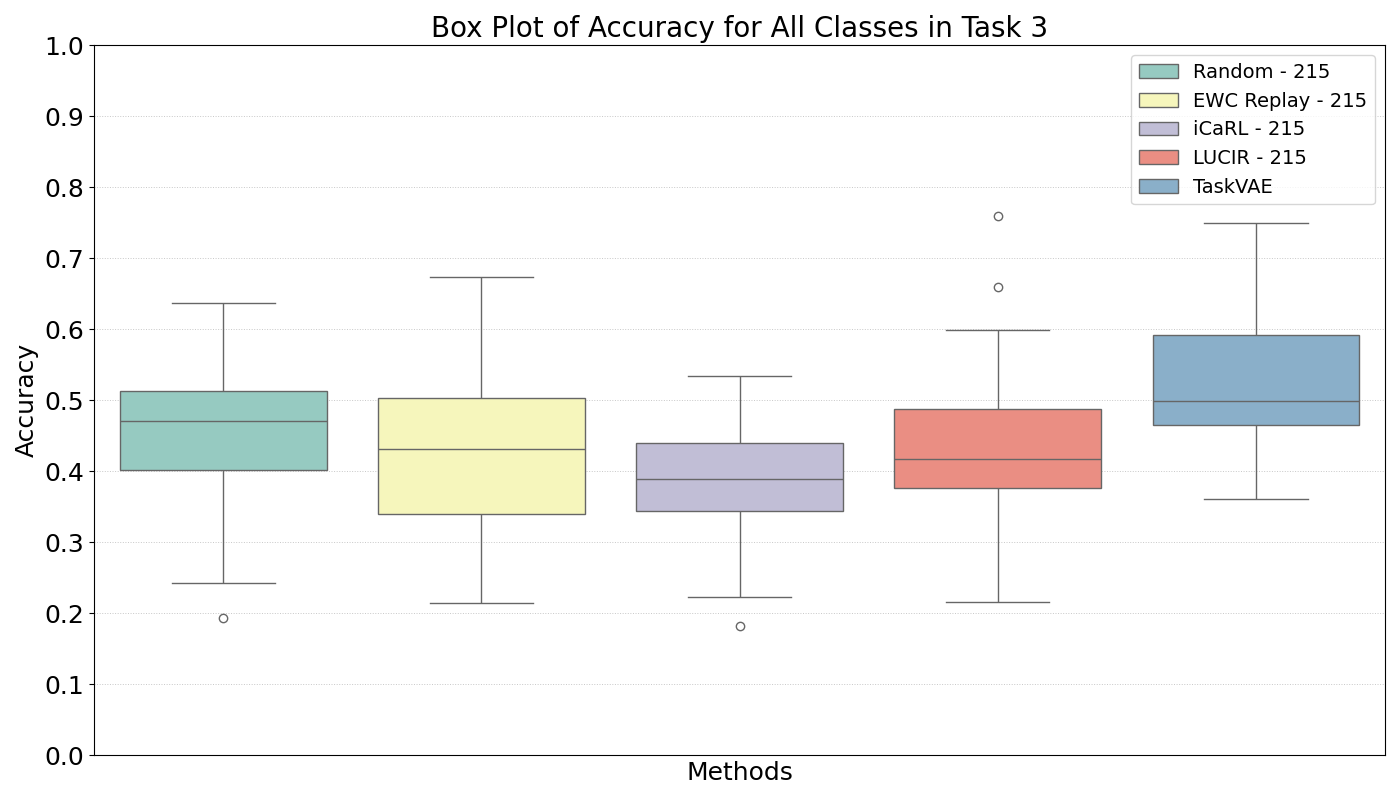 Box Plot of Accuracy for All Classes in Task 3
1.0
0.9
0.8
0.7
0.6
0.5
0.4
0.3
0.2
0.1
0.0
Accuracy
Methods
Random - 215
EWC Replay - 215
iCaRL - 215
LUCIR - 215
TaskVAE